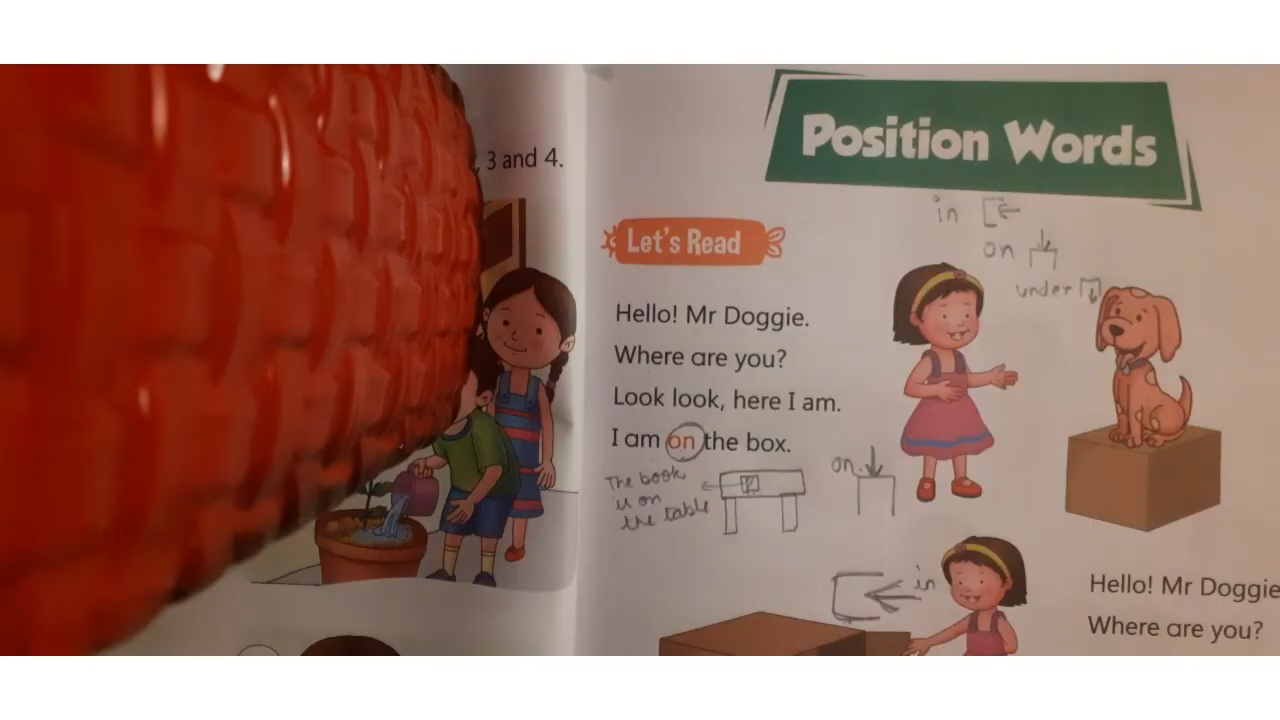 , 3 and 4.
Position Words
in
on
under
Let's Read
Hello! Mr Doggie.
Where are you?
Look look, here I am.
I am on the box.
The book
is on
the table
on
in
Hello! Mr Doggie
Where are you?